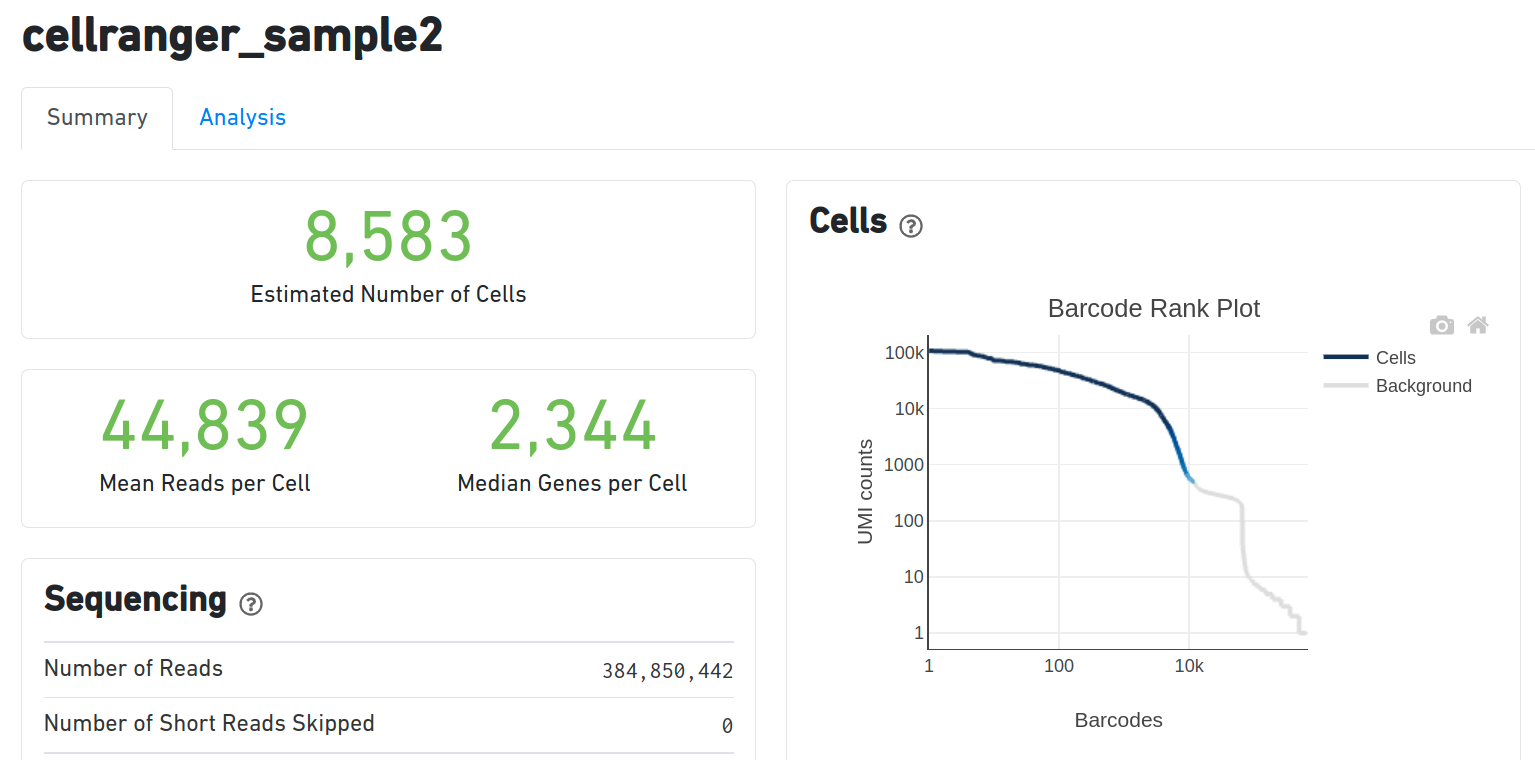 cellranger_sample2
Summary
Analysis
8,583
Estimated Number of Cells
44,839
Mean Reads per Cell
2,344
Median Genes per Cell
Sequencing ?
Number of Reads 384,850,442
Number of Short Reads Skipped 0
Cells ?
Barcode Rank Plot
Cells
Background
100k
10k
1000
100
10
1
UMI counts
1 100 10k
Barcodes